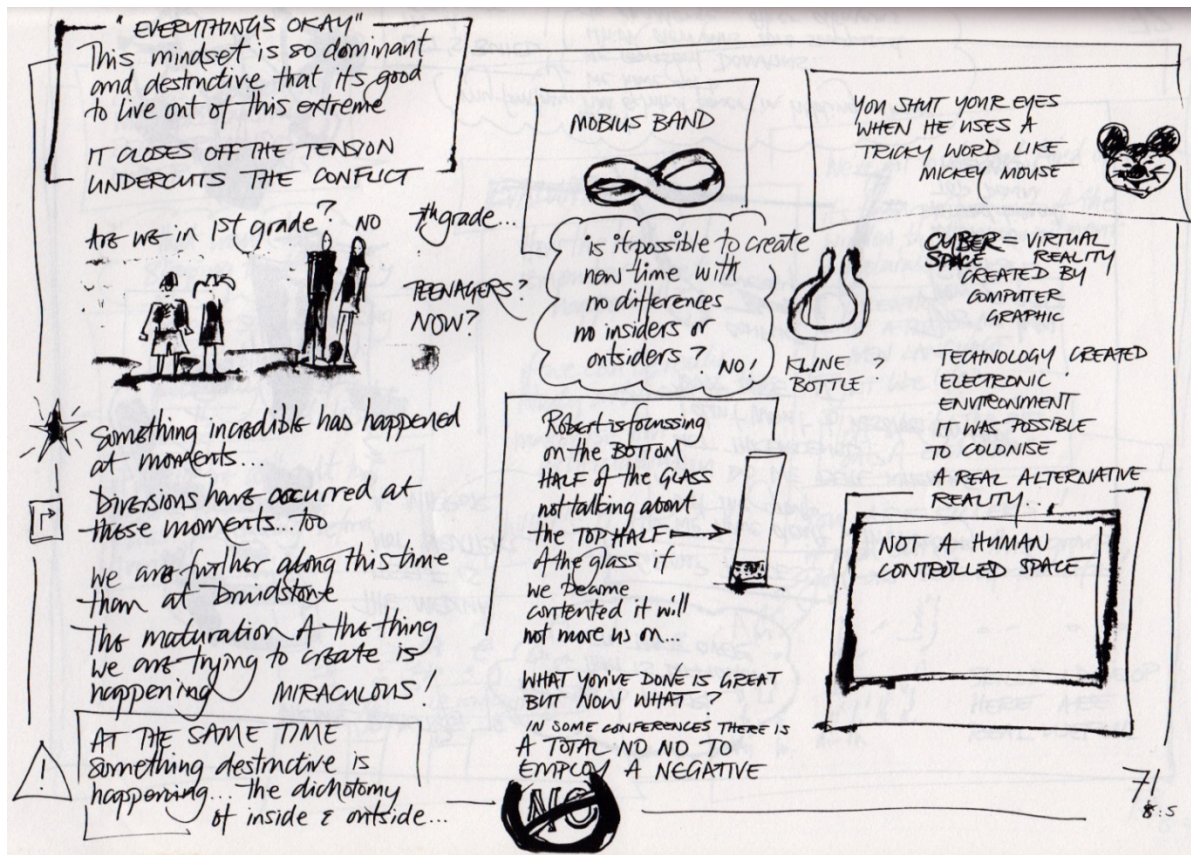 "EVERYTHING'S OKAY"
This mindset is so dominant
and destructive that it's good
to live out of this extreme
IT CLOSES OFF THE TENSION
UNDERCUTS THE CONFLICT
Are we in 1st grade? NO
7th grade...
TEENAGERS?
NOW?
Something incredible has happened
at moments...
Divisions have occurred at
those moments... too
we are further along this time
than at Bruidstone
The maturation of the thing
we are trying to create is
happening MIRACULOUS!
!
AT THE SAME TIME
Something destructive is
happening... the dichotomy
of inside & outside...
MOBIUS BAND
Is it possible to create
now time with
no differences
no insiders or
outsiders?
NO!
KLINE ?
BOTTLE
Robert is focussing
on the BOTTOM
HALF of the GLASS
not talking about
the TOP HALF
of the glass if
we become
contented it will
not move us on...
WHAT YOU'VE DONE IS GREAT
BUT NOW WHAT?
IN SOME CONFERENCES THERE IS
A TOTAL NO NO TO
EMPLOY A NEGATIVE
NO
YOU SHUT YOUR EYES
WHEN HE USES A
TRICKY WORD LIKE
MICKEY MOUSE
CYBER = VIRTUAL
SPACE REALITY
CREATED BY
COMPUTER
GRAPHIC
TECHNOLOGY CREATED
ELECTRONIC
ENVIRONMENT
IT WAS POSSIBLE
TO COLONISE
A REAL ALTERNATIVE
REALITY...
NOT A HUMAN
CONTROLLED SPACE
71
8:5